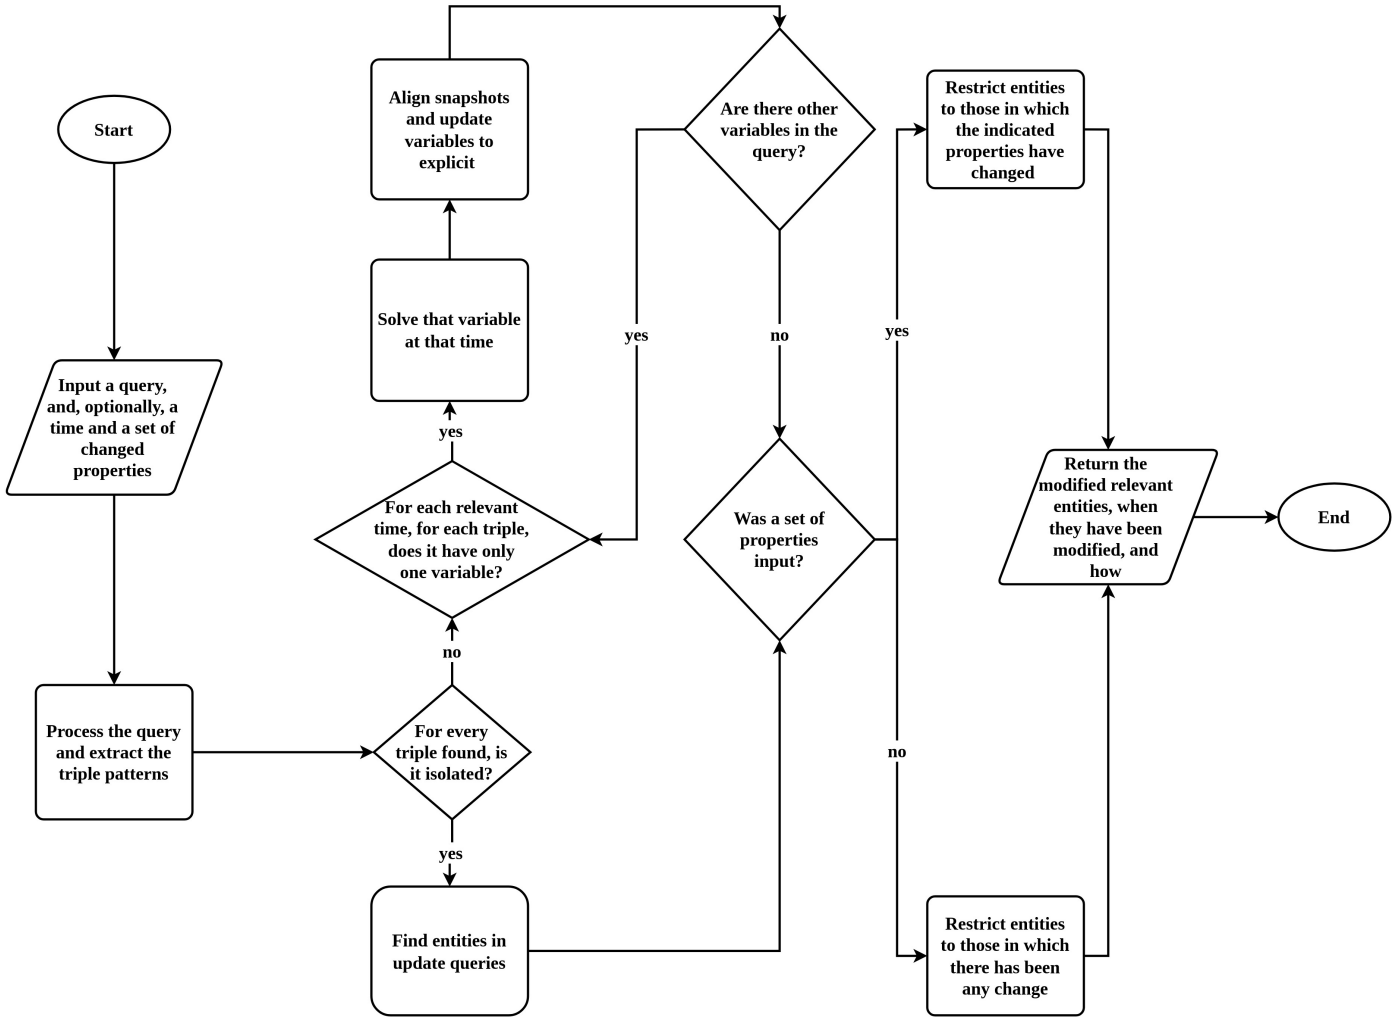 Start
Input a query,
and, optionally, a
time and a set of
changed
properties
Process the query
and extract the
triple patterns
For every
triple found, is
it isolated?
yes
Find entities in
update queries
no
For each relevant
time, for each triple,
does it have only
one variable?
yes
Solve that variable
at that time
Align snapshots
and update
variables to
explicit
Are there other
variables in the
query?
yes
no
Was a set of
properties
input?
yes
Restrict entities
to those in which
the indicated
properties have
changed
no
Restrict entities
to those in which
there has been
any change
Return the
modified relevant
entities, when
they have been
modified, and
how
End